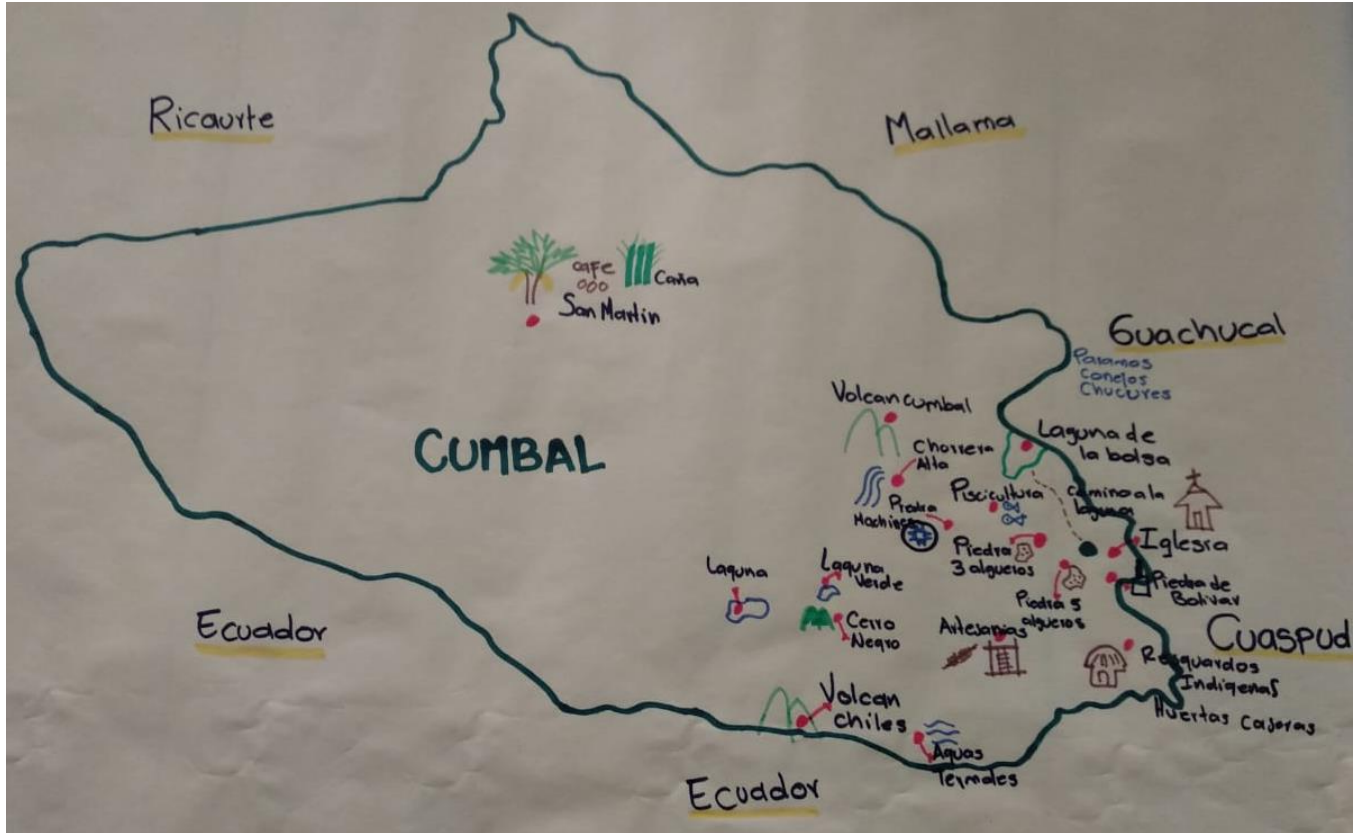 Ricaurte
Mallama
cafe
Caña
San Martin
Guachucal
Paramos
Conejos
Chucures
Volcan cumbal
Laguna de
la bolsa
Chorrera
Alta
CUMBAL
Piscicultura
camino a la
laguna
Piedra
Machines
Iglesia
Piedra
3 algueros
Laguna
Laguna
Verde
Piedra 5
algueros
Piedra de
Bolivar
Cerro
Negro
Artesanias
Ecuador
Cuaspud
Resguardos
Indigenas
Huertas Caseras
Volcan
chiles
Aguas
Termales
Ecuador